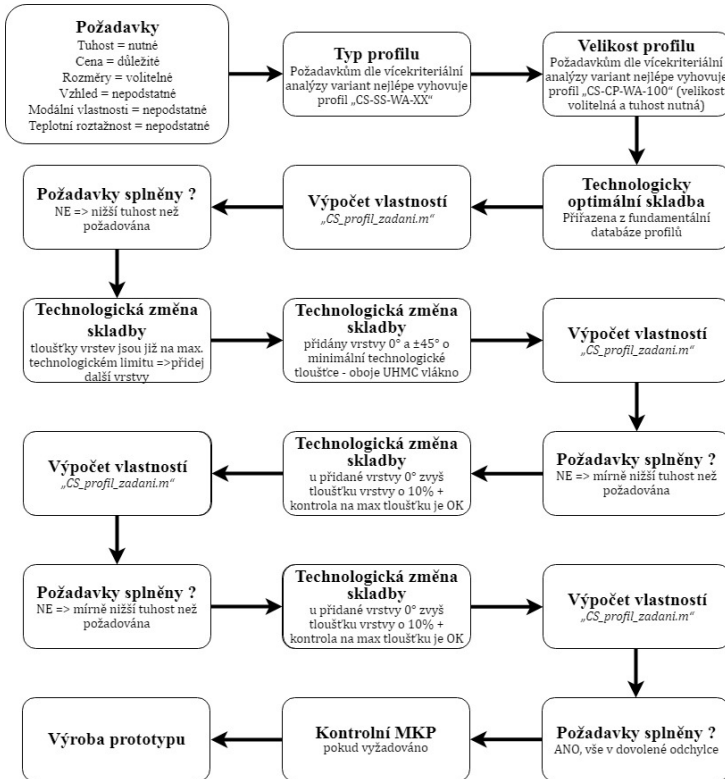 Požadavky
Tuhost = nutné
Cena = důležité
Rozměry = volitelné
Vzhled = nepodstatné
Modální vlastnosti = nepodstatné
Teplotní roztažnost = nepodstatné
Typ profilu
Požadavkům dle vícekriteriální
analýzy variant nejlépe vyhovuje
profil „CS-SS-WA-XX“
Velikost profilu
Požadavkům dle vícekriteriální
analýzy variant nejlépe vyhovuje
profil „CS-CP-WA-100“ (velikost
volitelná a tuhost nutná)
Technologicky
optimální skladba
Přiřazena z fundamentální
databáze profilů
Výpočet vlastností
„CS_profil_zadani.m“
Požadavky splněny ?
NE => nižší tuhost než
požadována
Technologická změna
skladby
tloušťky vrstev jsou již na max.
technologickém limitu =>přidej
další vrstvy
Technologická změna
skladby
přidány vrstvy 0° a ±45° o
minimální technologické
tloušťce - oboje UHMC vlákno
Výpočet vlastností
„CS_profil_zadani.m“
Požadavky splněny ?
NE => mírně nižší tuhost než
požadována
Technologická změna
skladby
u přidané vrstvy 0° zvyš
tloušťku vrstvy o 10% +
kontrola na max tloušťku je OK
Výpočet vlastností
„CS_profil_zadani.m“
Požadavky splněny ?
NE => mírně nižší tuhost než
požadována
Technologická změna
skladby
u přidané vrstvy 0° zvyš
tloušťku vrstvy o 10% +
kontrola na max tloušťku je OK
Výpočet vlastností
„CS_profil_zadani.m“
Požadavky splněny ?
ANO, vše v dovolené odchylce
Kontrolní MKP
pokud vyžadováno
Výroba prototypu